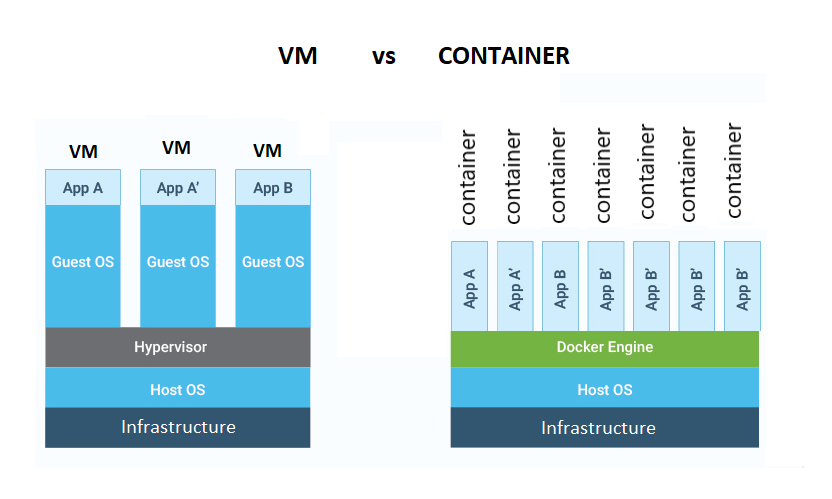 VM vs CONTAINER
VM VM VM
App A App A’ App B
Guest OS Guest OS Guest OS
Hypervisor
Host OS
Infrastructure
container container container container container container container
App A App A’ App B App B’ App B’ App B’ App B’
Docker Engine
Host OS
Infrastructure